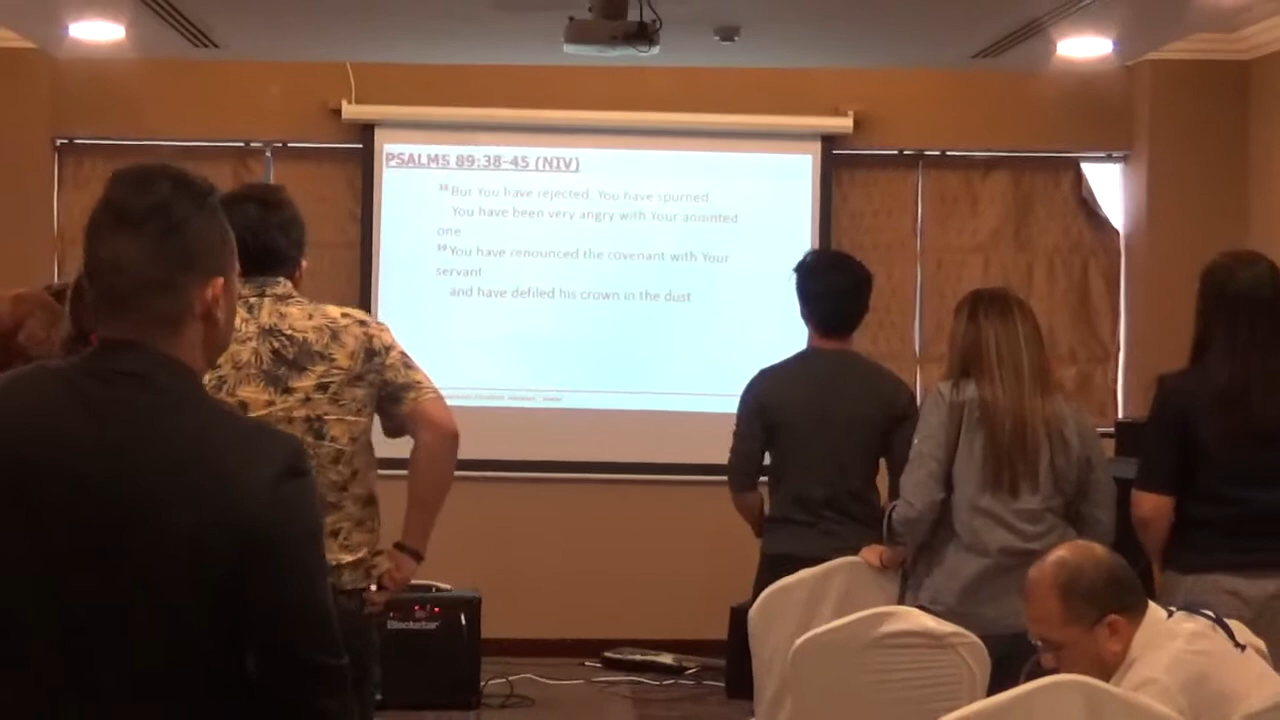 PSALMS 89:38-45 (NIV)
38 But You have rejected, You have spurned,
You have been very angry with Your anointed
one
39 You have renounced the covenant with Your
servant
and have defiled his crown in the dust
Blackstar